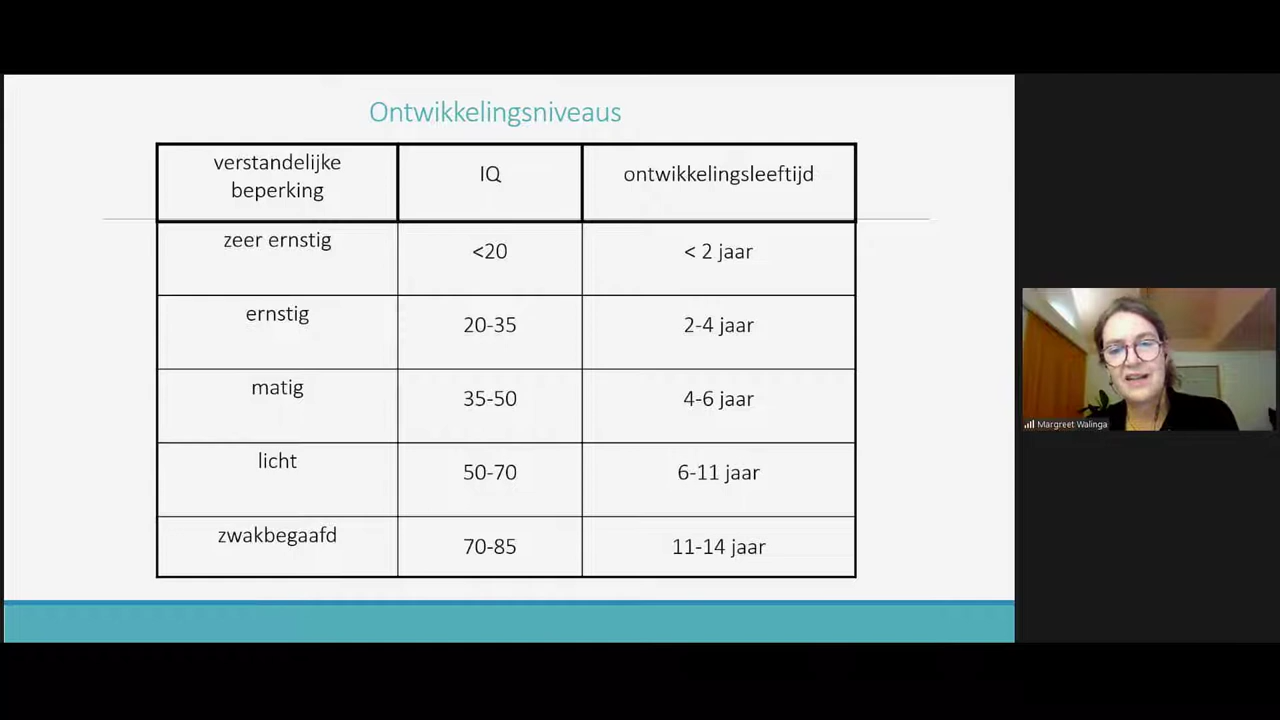 Ontwikkelingsniveaus
verstandelijke
beperking
IQ
ontwikkelingsleeftijd
zeer ernstig
<20
< 2 jaar
ernstig
20-35
2-4 jaar
matig
35-50
4-6 jaar
licht
50-70
6-11 jaar
zwakbegaafd
70-85
11-14 jaar
Margreet Walinga